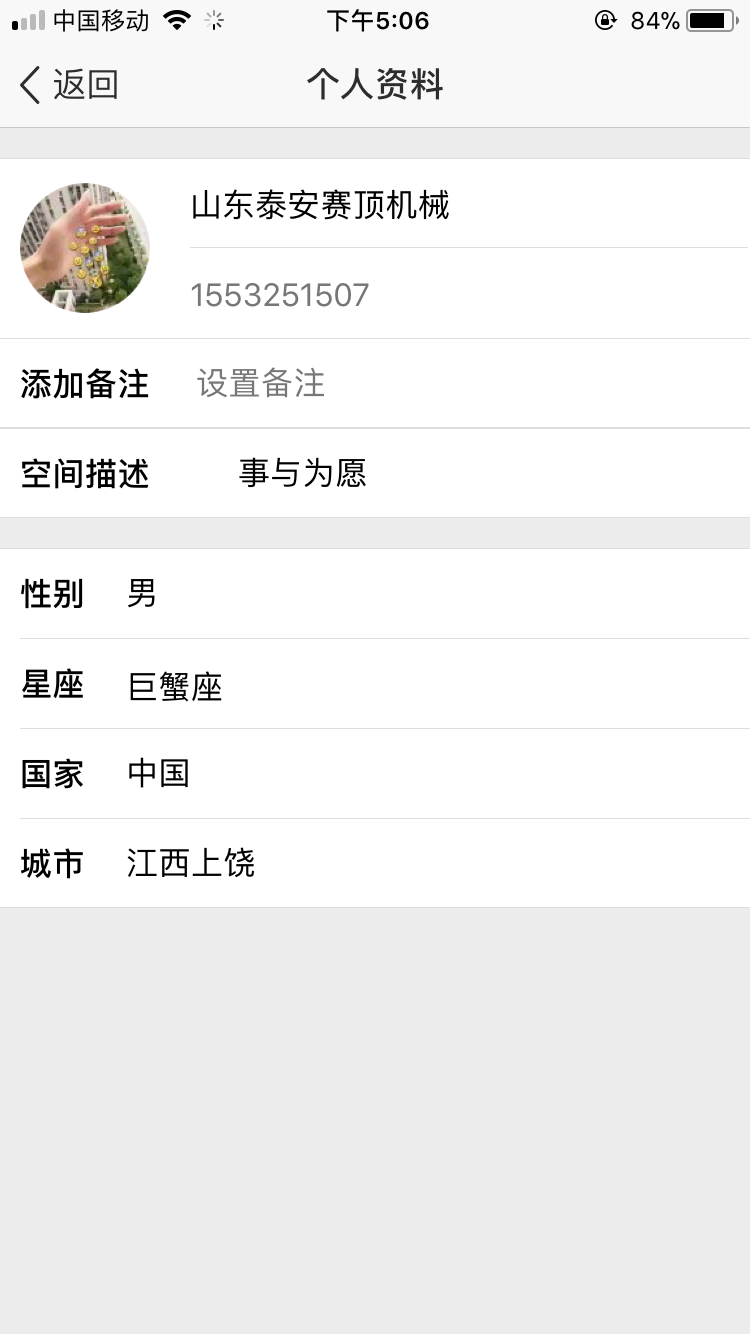 中国移动 下午5:06 84%
返回 个人资料
山东泰安赛顶机械
1553251507
添加备注 设置备注
空间描述 事与为愿
性别 男
星座 巨蟹座
国家 中国
城市 江西上饶